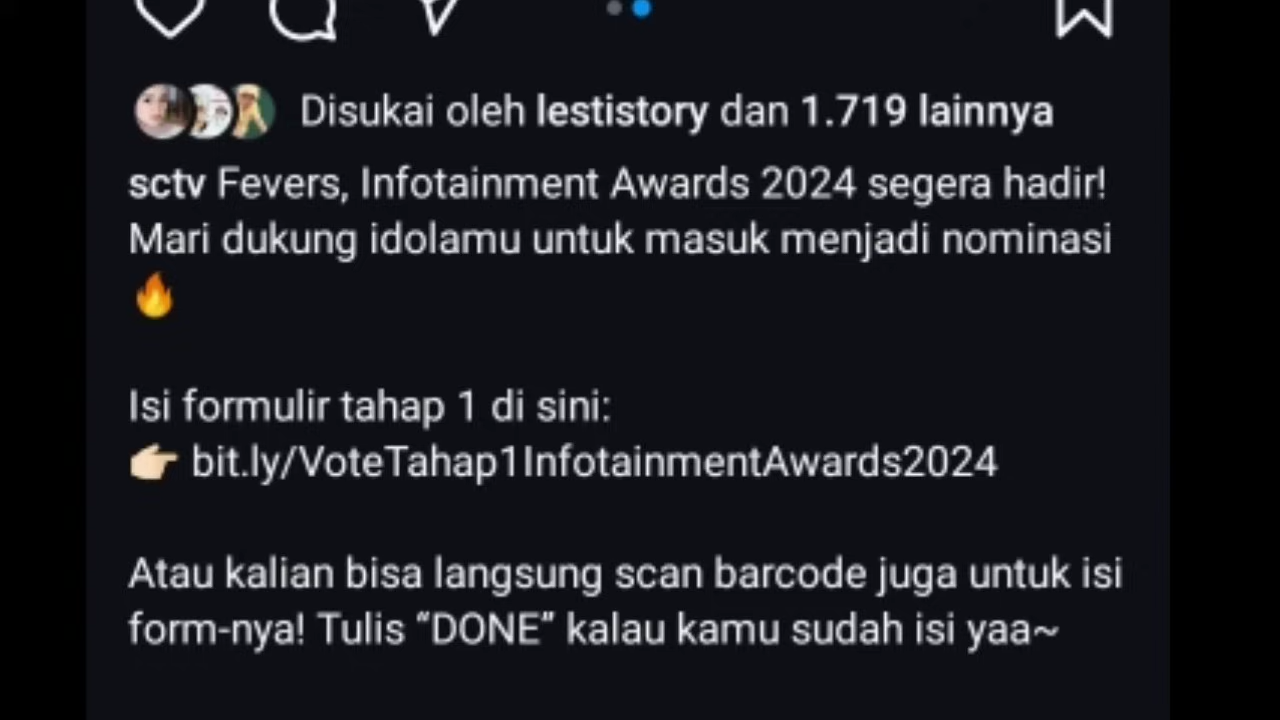 Disukai oleh lestistory dan 1.719 lainnya
sctv Fevers, Infotainment Awards 2024 segera hadir!
Mari dukung idolamu untuk masuk menjadi nominasi
🔥
Isi formulir tahap 1 di sini:
👉🏻 bit.ly/VoteTahap1InfotainmentAwards2024
Atau kalian bisa langsung scan barcode juga untuk isi
form-nya! Tulis “DONE” kalau kamu sudah isi yaa~